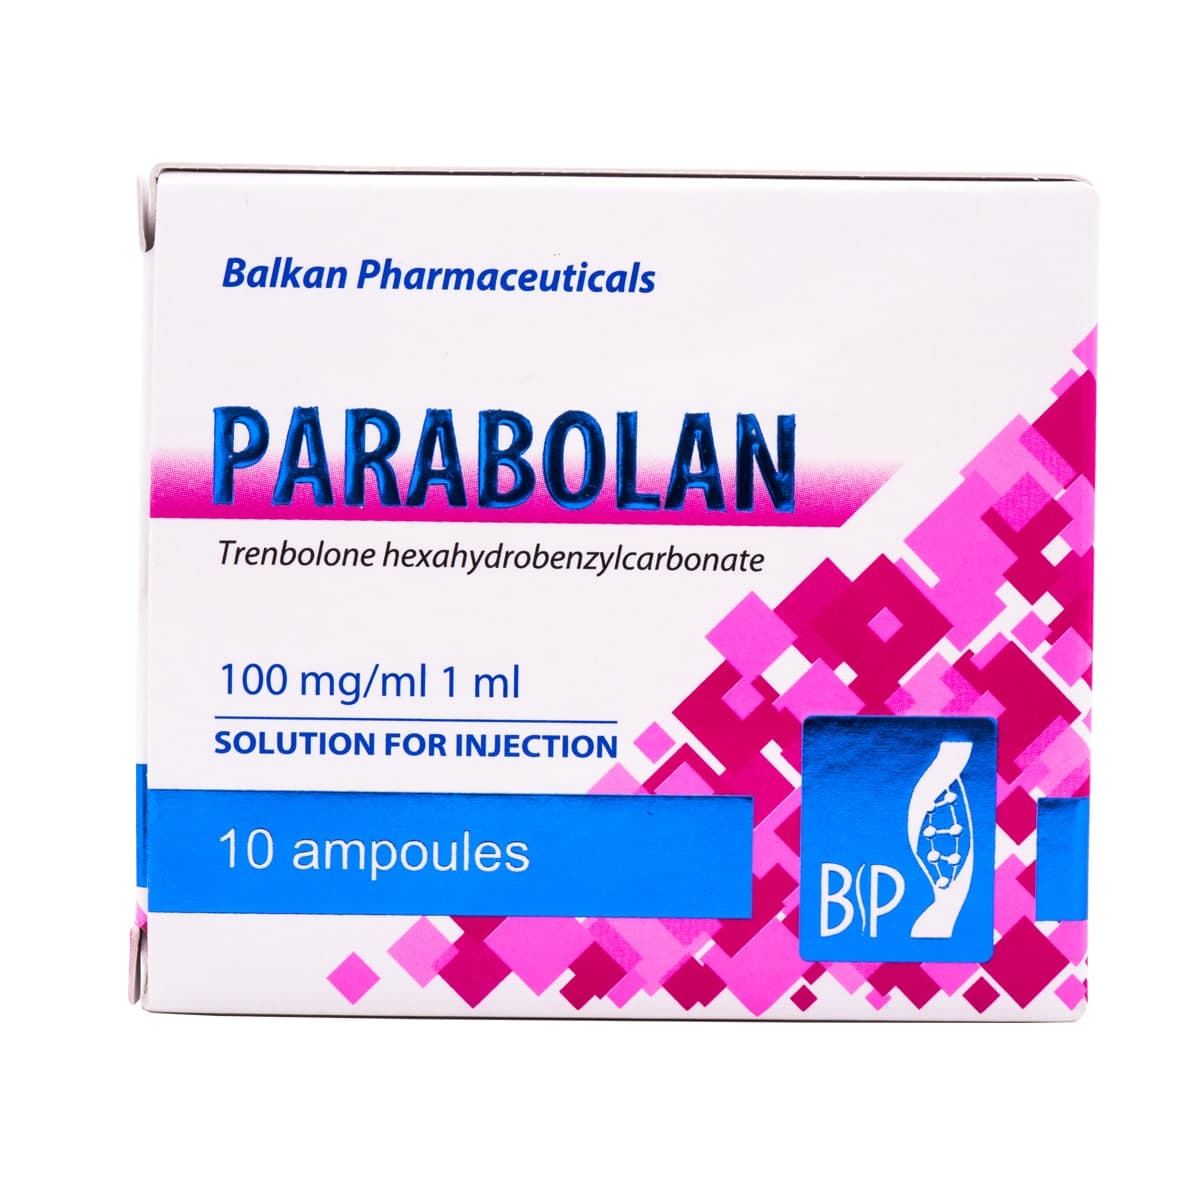 Balkan Pharmaceuticals
PARABOLAN
Trenbolone hexahydrobenzylcarbonate
100 mg/ml 1 ml
SOLUTION FOR INJECTION
10 ampoules
BP